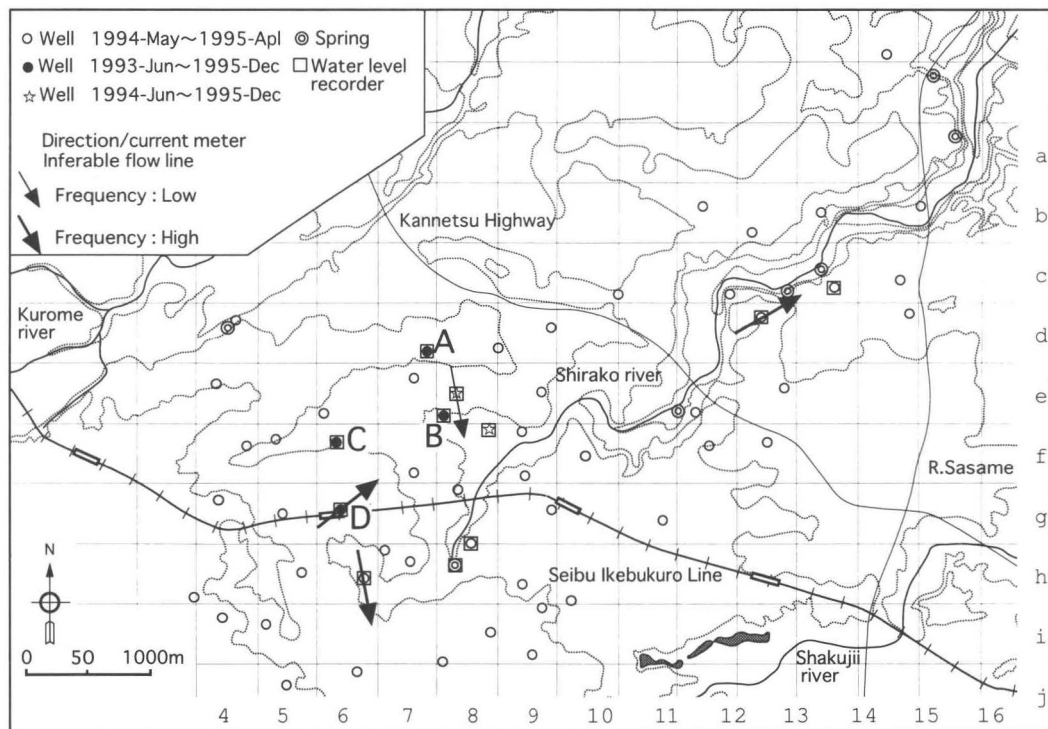 Well 1994-May～1995-Apl
Spring
Well 1993-Jun～1995-Dec
Water level
recorder
Well 1994-Jun～1995-Dec
Direction/current meter
Inferable flow line
Frequency : Low
Frequency : High
Kannetsu Highway
Kurome
river
A
Shirako river
B
C
R.Sasame
D
N
Seibu Ikebukuro Line
0 50 1000m
Shakujii
river
a
b
c
d
e
f
g
h
i
j
4 5 6 7 8 9 10 11 12 13 14 15 16